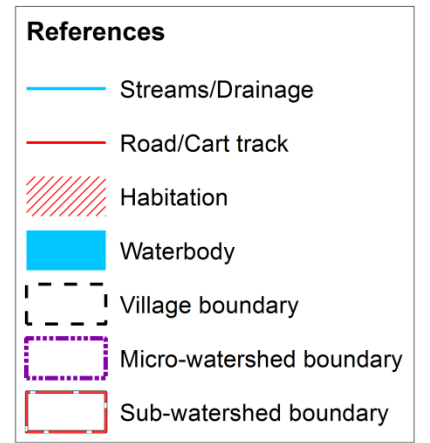 References
Streams/Drainage
Road/Cart track
Habitation
Waterbody
Village boundary
Micro-watershed boundary
Sub-watershed boundary